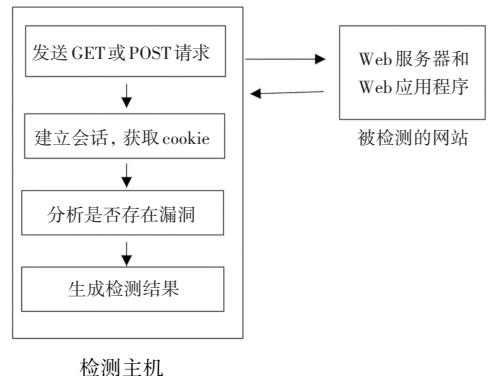 发送GET或POST请求
建立会话，获取cookie
分析是否存在漏洞
生成检测结果
检测主机
Web服务器和
Web应用程序
被检测的网站